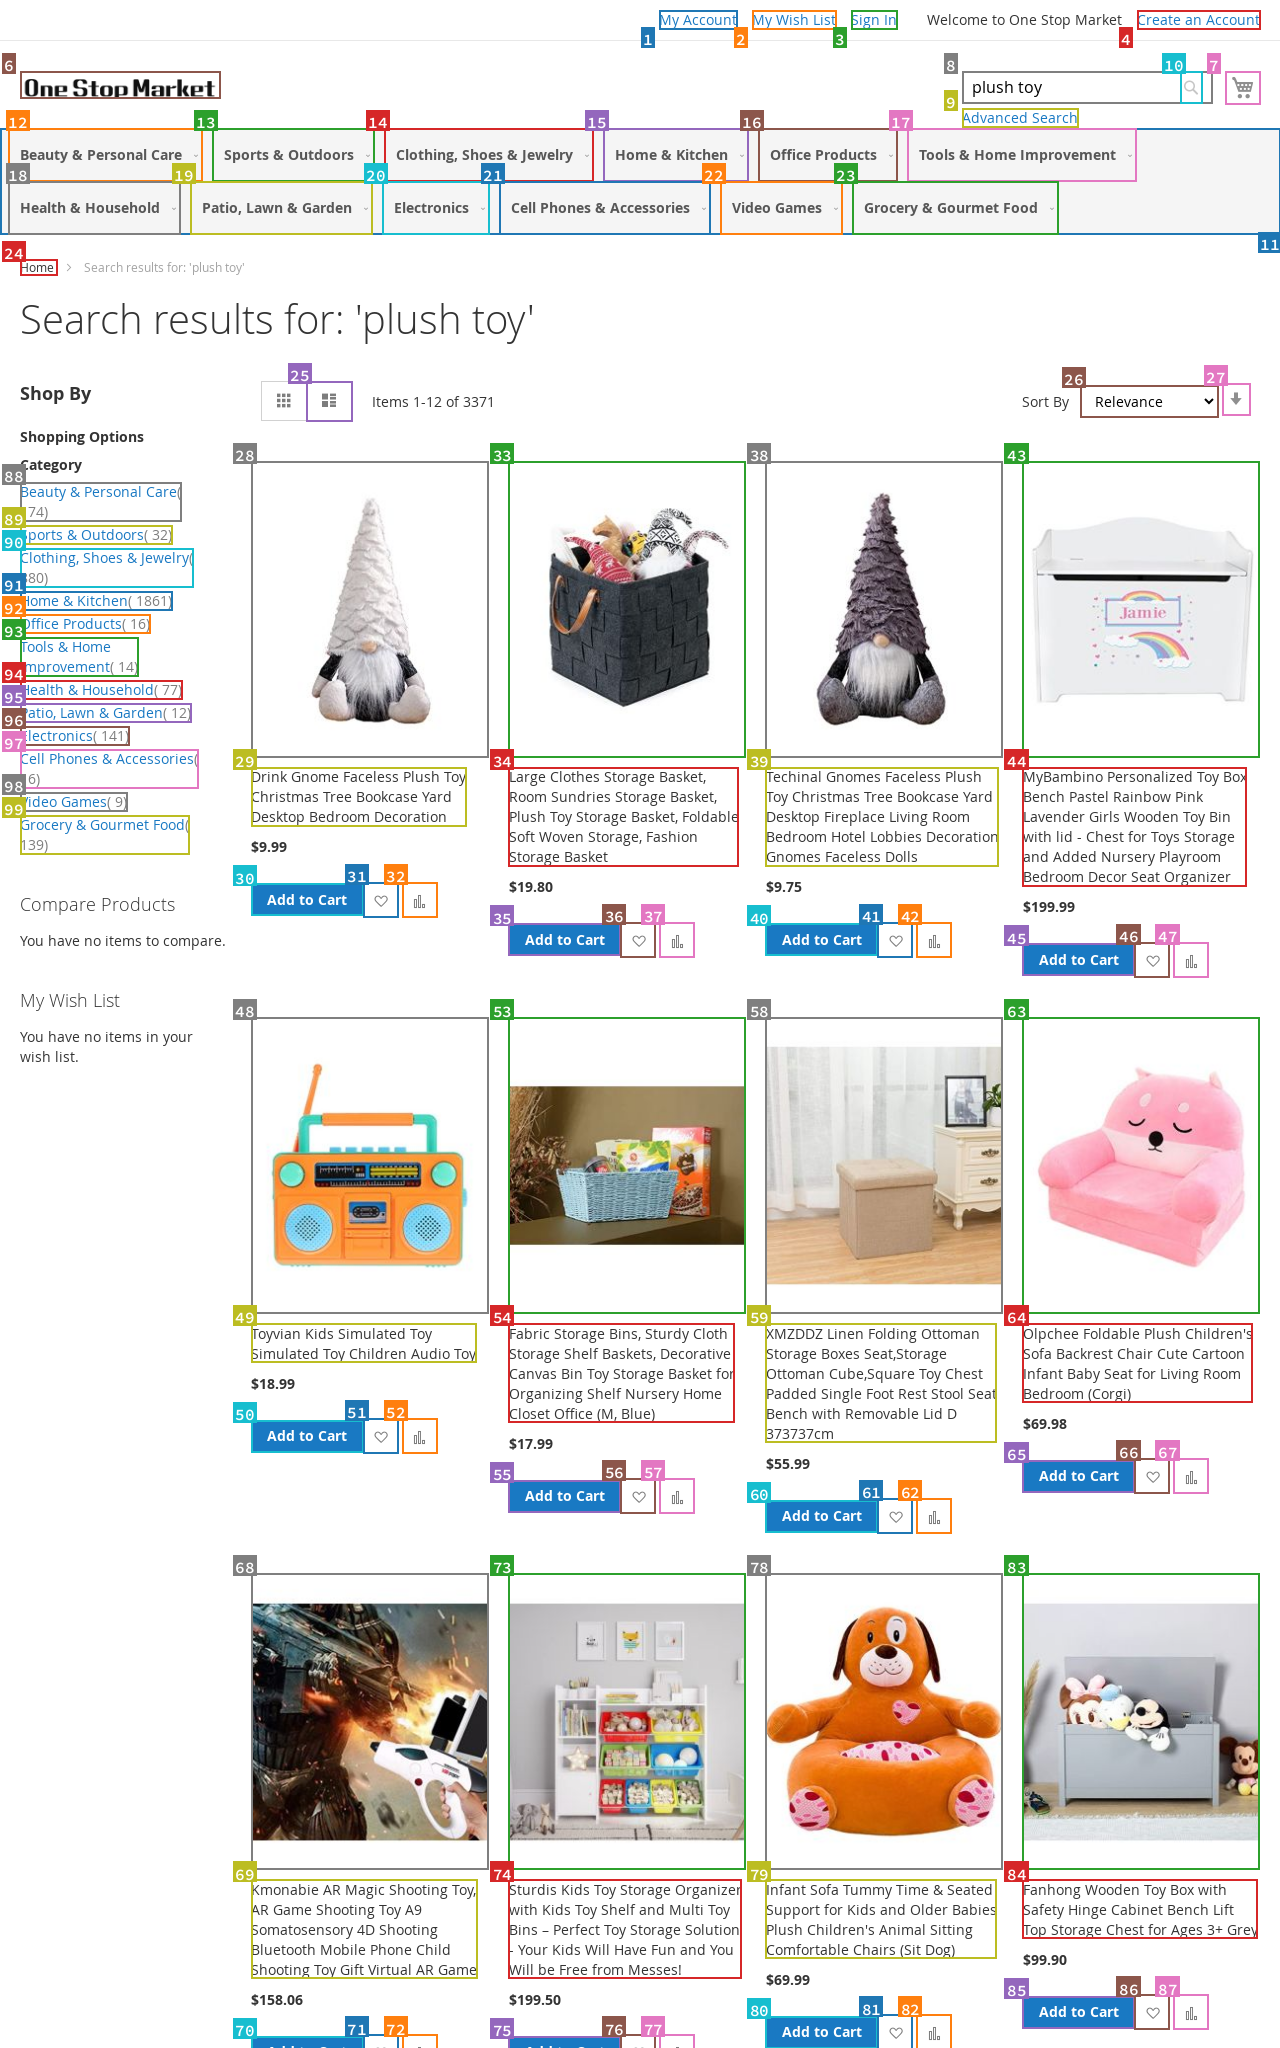 My Account
My Wish List
Sign In
Welcome to One Stop Market
Create an Account
1
2
3
4
6
8
10
7
One Stop Market
plush toy
9
Advanced Search
12
13
14
15
16
17
Beauty & Personal Care
Sports & Outdoors
Clothing, Shoes & Jewelry
Home & Kitchen
Office Products
Tools & Home Improvement
18
19
20
21
22
23
Health & Household
Patio, Lawn & Garden
Electronics
Cell Phones & Accessories
Video Games
Grocery & Gourmet Food
24
11
Home
Search results for: 'plush toy'
Search results for: 'plush toy'
Shop By
25
Items 1-12 of 3371
26
27
Sort By
Relevance
Shopping Options
Category
88
Beauty & Personal Care(
74)
89
Sports & Outdoors( 32)
90
Clothing, Shoes & Jewelry(
880)
91
Home & Kitchen( 1861)
92
Office Products( 16)
93
Tools & Home
Improvement( 14)
94
Health & Household( 77)
95
Patio, Lawn & Garden( 12)
96
Electronics( 141)
97
Cell Phones & Accessories(
6)
98
Video Games( 9)
99
Grocery & Gourmet Food(
139)
Compare Products
You have no items to compare.
My Wish List
You have no items in your
wish list.
28
29
Drink Gnome Faceless Plush Toy
Christmas Tree Bookcase Yard
Desktop Bedroom Decoration
$9.99
30
31
32
Add to Cart
33
34
Large Clothes Storage Basket,
Room Sundries Storage Basket,
Plush Toy Storage Basket, Foldable
Soft Woven Storage, Fashion
Storage Basket
$19.80
35
36
37
Add to Cart
38
39
Techinal Gnomes Faceless Plush
Toy Christmas Tree Bookcase Yard
Desktop Fireplace Living Room
Bedroom Hotel Lobbies Decoration
Gnomes Faceless Dolls
$9.75
40
41
42
Add to Cart
43
Jamie
44
MyBambino Personalized Toy Box
Bench Pastel Rainbow Pink
Lavender Girls Wooden Toy Bin
with lid - Chest for Toys Storage
and Added Nursery Playroom
Bedroom Decor Seat Organizer
$199.99
45
46
47
Add to Cart
48
49
Toyvian Kids Simulated Toy
Simulated Toy Children Audio Toy
$18.99
50
51
52
Add to Cart
53
54
Fabric Storage Bins, Sturdy Cloth
Storage Shelf Baskets, Decorative
Canvas Bin Toy Storage Basket for
Organizing Shelf Nursery Home
Closet Office (M, Blue)
$17.99
55
56
57
Add to Cart
58
59
XMZDDZ Linen Folding Ottoman
Storage Boxes Seat,Storage
Ottoman Cube,Square Toy Chest
Padded Single Foot Rest Stool Seat
Bench with Removable Lid D
373737cm
$55.99
60
61
62
Add to Cart
63
64
Olpchee Foldable Plush Children's
Sofa Backrest Chair Cute Cartoon
Infant Baby Seat for Living Room
Bedroom (Corgi)
$69.98
65
66
67
Add to Cart
68
69
Kmonabie AR Magic Shooting Toy,
AR Game Shooting Toy A9
Somatosensory 4D Shooting
Bluetooth Mobile Phone Child
Shooting Toy Gift Virtual AR Game
$158.06
70
71
72
Add to Cart
73
74
Sturdis Kids Toy Storage Organizer
with Kids Toy Shelf and Multi Toy
Bins – Perfect Toy Storage Solution
- Your Kids Will Have Fun and You
Will be Free from Messes!
$199.50
75
76
77
Add to Cart
78
79
Infant Sofa Tummy Time & Seated
Support for Kids and Older Babies
Plush Children's Animal Sitting
Comfortable Chairs (Sit Dog)
$69.99
80
81
82
Add to Cart
83
84
Fanhong Wooden Toy Box with
Safety Hinge Cabinet Bench Lift
Top Storage Chest for Ages 3+ Grey
$99.90
85
86
87
Add to Cart